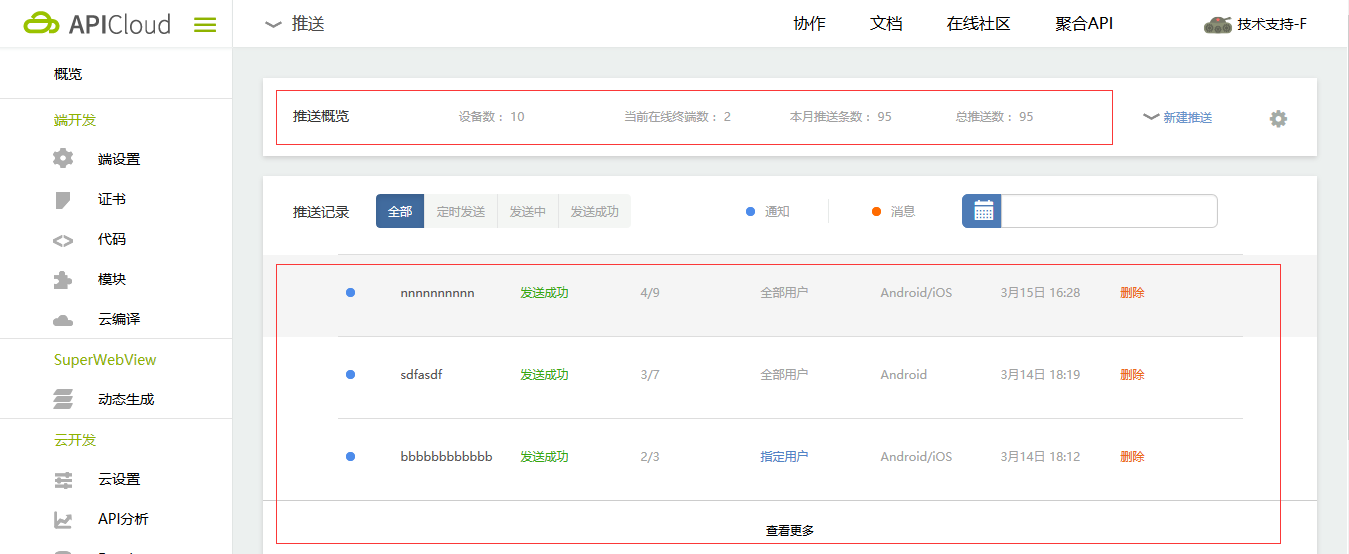 APICloud
推送
协作 文档 在线社区 聚合API
技术支持-F
概览
端开发
端设置
证书
代码
模块
云编译
SuperWebView
动态生成
云开发
云设置
API分析
推送概览 设备数： 10 当前在线终端数： 2 本月推送条数： 95 总推送数： 95 新建推送
推送记录 全部 定时发送 发送中 发送成功 通知 消息
nnnnnnnnnn 发送成功 4/9 全部用户 Android/iOS 3月15日 16:28 删除
sdfasdf 发送成功 3/7 全部用户 Android 3月14日 18:19 删除
bbbbbbbbbbbb 发送成功 2/3 指定用户 Android/iOS 3月14日 18:12 删除
查看更多